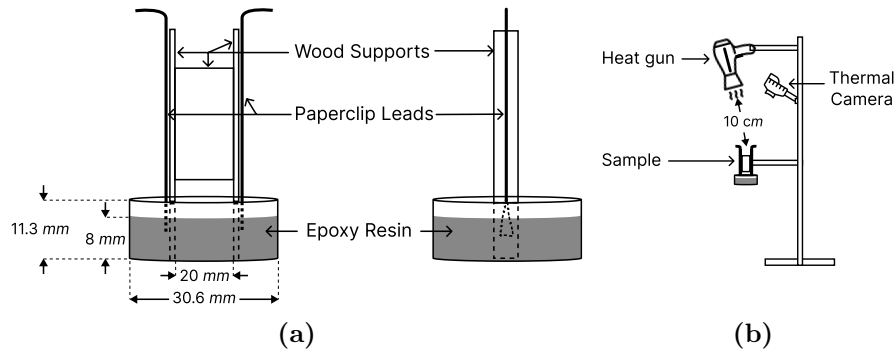 Wood Supports
Paperclip Leads
11.3 mm
8 mm
Epoxy Resin
20 mm
30.6 mm
(a)
Heat gun
Thermal
Camera
10 cm
Sample
(b)